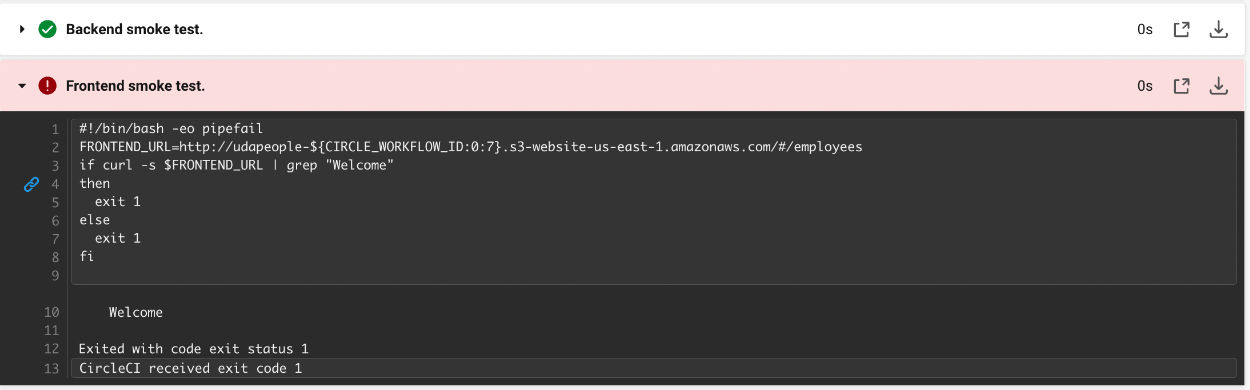 Backend smoke test. 0s
Frontend smoke test. 0s
1 #!/bin/bash -eo pipefail
2 FRONTEND_URL=http://udapeople-${CIRCLE_WORKFLOW_ID:0:7}.s3-website-us-east-1.amazonaws.com/#/employees
3 if curl -s $FRONTEND_URL | grep "Welcome"
4 then
5   exit 1
6 else
7   exit 1
8 fi
9
10     Welcome
11
12 Exited with code exit status 1
13 CircleCI received exit code 1